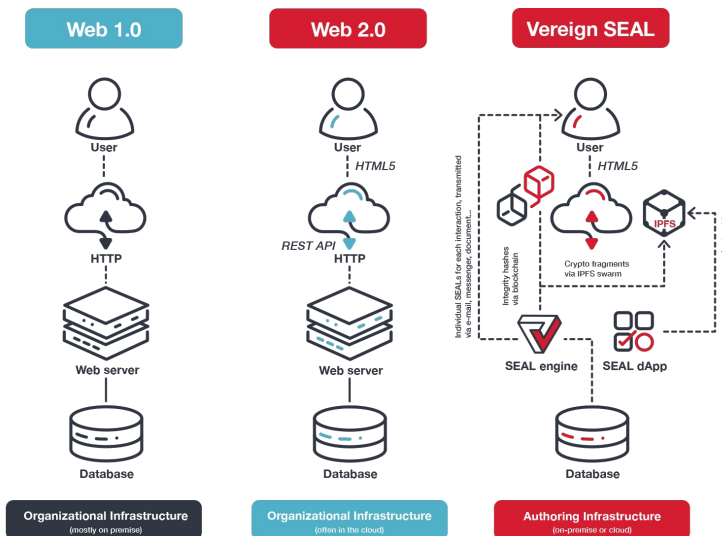 Web 1.0
User
HTTP
Web server
Database
Organizational Infrastructure
(mostly on premise)
Web 2.0
User
HTML5
REST API
HTTP
Web server
Database
Organizational Infrastructure
(often in the cloud)
Vereign SEAL
User
HTML5
IPFS
Individual SEALs for each interaction, transmitted
via e-mail, messenger, document...
Integrity hashes
via blockchain
Crypto fragments
via IPFS swarm
SEAL engine
SEAL dApp
Database
Authoring Infrastructure
(on-premise or cloud)